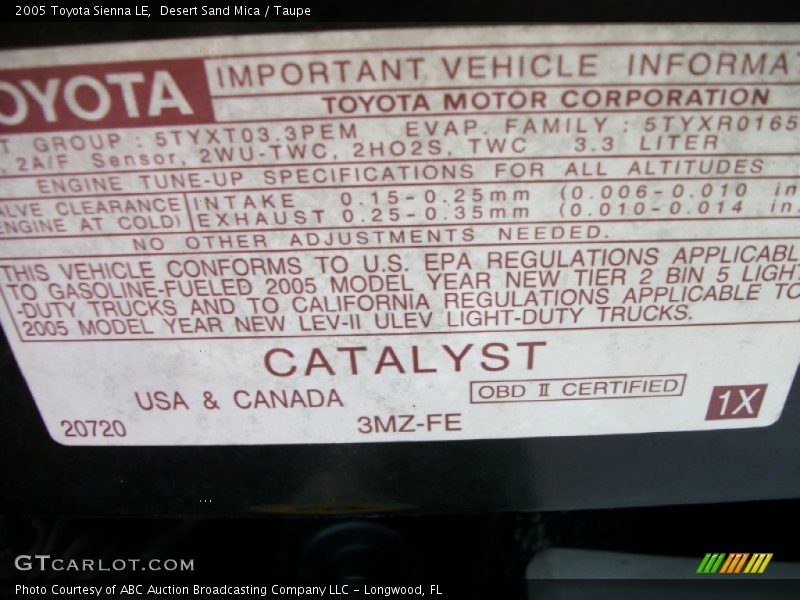 2005 Toyota Sienna LE, Desert Sand Mica / Taupe
OYOTA IMPORTANT VEHICLE INFORMA
TOYOTA MOTOR CORPORATION
T GROUP : 5TYXT03.3PEM EVAP. FAMILY : 5TYXR0165
2A/F Sensor, 2WU-TWC, 2HO2S, TWC 3.3 LITER
ENGINE TUNE-UP SPECIFICATIONS FOR ALL ALTITUDES
ALVE CLEARANCE INTAKE 0.15-0.25mm (0.006-0.010 in
ENGINE AT COLD) EXHAUST 0.25-0.35mm (0.010-0.014 in.
NO OTHER ADJUSTMENTS NEEDED.
THIS VEHICLE CONFORMS TO U.S. EPA REGULATIONS APPLICABL
TO GASOLINE-FUELED 2005 MODEL YEAR NEW TIER 2 BIN 5 LIGH
-DUTY TRUCKS AND TO CALIFORNIA REGULATIONS APPLICABLE TO
2005 MODEL YEAR NEW LEV-II ULEV LIGHT-DUTY TRUCKS.
CATALYST
USA & CANADA OBD II CERTIFIED 1X
20720 3MZ-FE
GTCARLOT.COM
Photo Courtesy of ABC Auction Broadcasting Company LLC - Longwood, FL